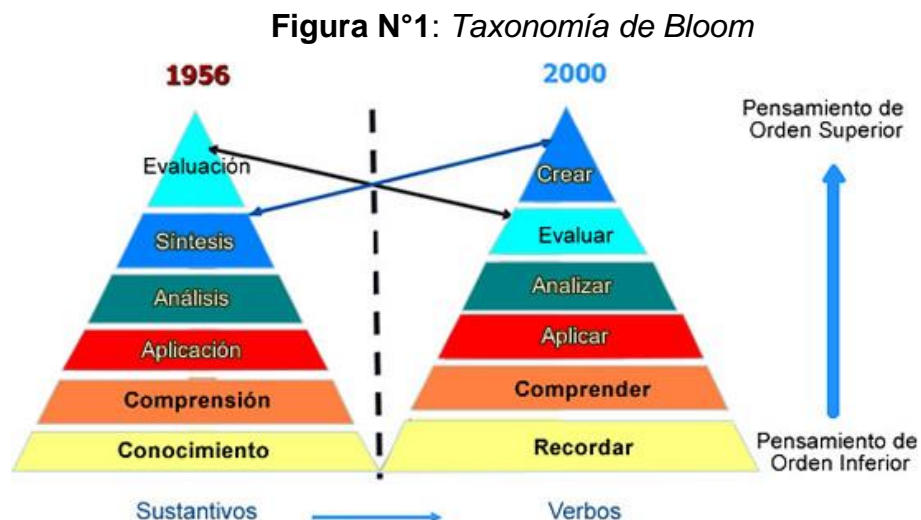 Figura N°1: Taxonomía de Bloom
1956
2000
Evaluación
Síntesis
Análisis
Aplicación
Comprensión
Conocimiento
Sustantivos
Crear
Evaluar
Analizar
Aplicar
Comprender
Recordar
Verbos
Pensamiento de
Orden Superior
Pensamiento de
Orden Inferior